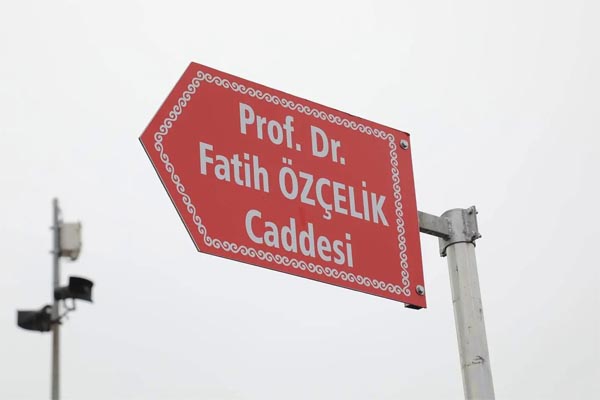 Prof. Dr.
Fatih ÖZÇELİK
Caddesi